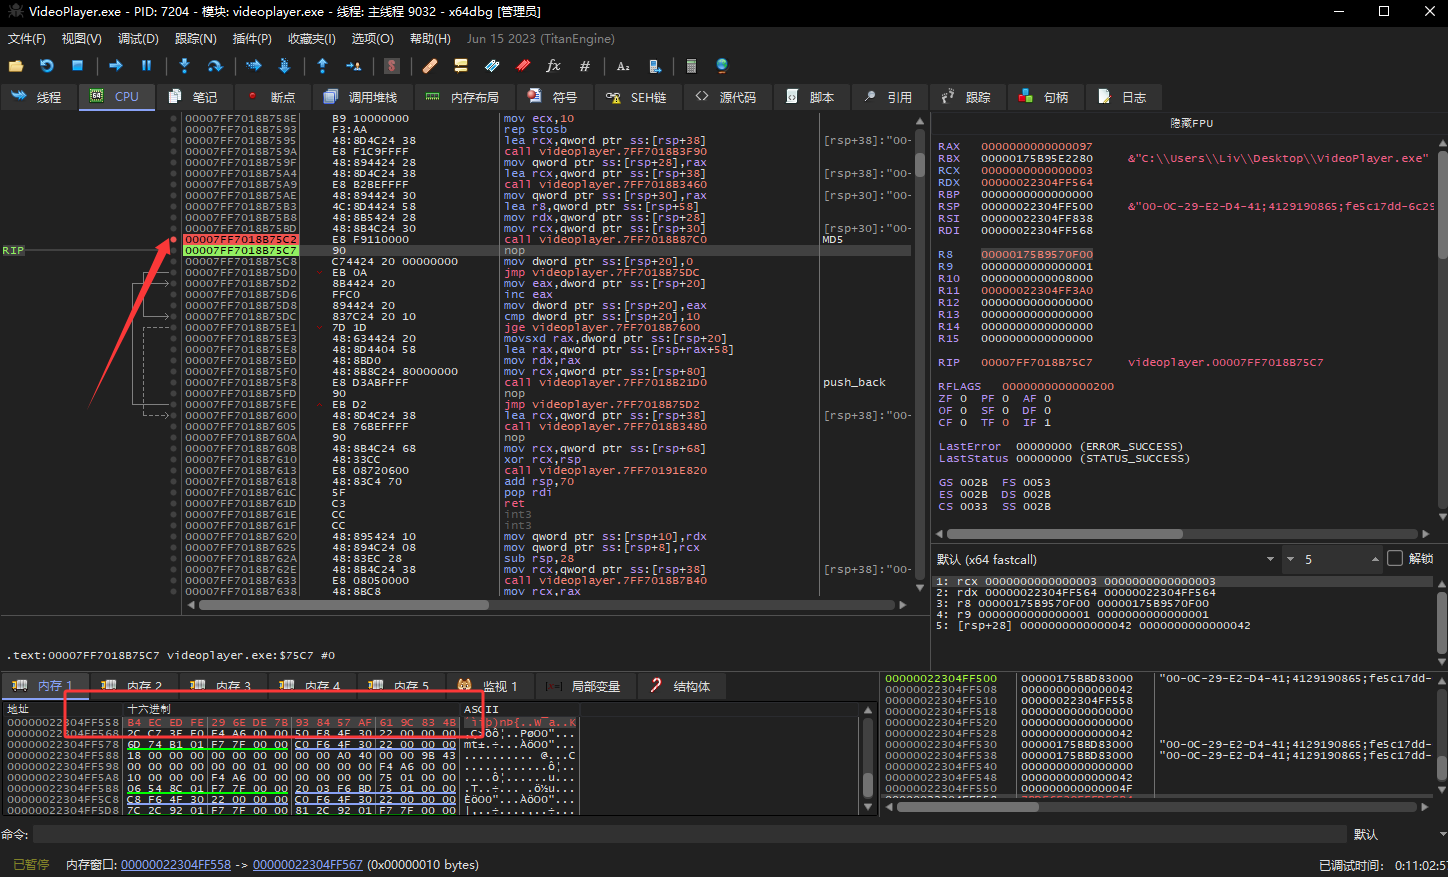 VideoPlayer.exe - PID: 7204 - 模块: videoplayer.exe - 线程: 主线程 9032 - x64dbg [管理员]
文件(F) 视图(V) 调试(D) 跟踪(N) 插件(P) 收藏夹(I) 选项(O) 帮助(H) Jun 15 2023 (TitanEngine)
线程 CPU 笔记 断点 调用堆栈 内存布局 符号 SEH链 源代码 脚本 引用 跟踪 句柄 日志
00007FF7018B758E B9 10000000 mov ecx,10
00007FF7018B7593 F3:AA rep stosb
00007FF7018B7595 48:8D4C24 38 lea rcx,qword ptr ss:[rsp+38] [rsp+38]:"00-
00007FF7018B759A E8 F1C9FFFF call videoplayer.7FF7018B3F90
00007FF7018B759F 48:894424 28 mov qword ptr ss:[rsp+28],rax
00007FF7018B75A4 48:8D4C24 38 lea rcx,qword ptr ss:[rsp+38] [rsp+38]:"00-
00007FF7018B75A9 E8 B2BEFFFF call videoplayer.7FF7018B3460
00007FF7018B75AE 48:894424 30 mov qword ptr ss:[rsp+30],rax
00007FF7018B75B3 4C:8D4424 58 lea r8,qword ptr ss:[rsp+58]
00007FF7018B75B8 48:8B5424 28 mov rdx,qword ptr ss:[rsp+28]
00007FF7018B75BD 48:8B4C24 30 mov rcx,qword ptr ss:[rsp+30]
00007FF7018B75C2 E8 F9110000 call videoplayer.7FF7018B87C0 MD5
RIP 00007FF7018B75C7 90 nop
00007FF7018B75C8 C74424 20 00000000 mov dword ptr ss:[rsp+20],0
00007FF7018B75D0 EB 0A jmp videoplayer.7FF7018B75DC
00007FF7018B75D2 8B4424 20 mov eax,dword ptr ss:[rsp+20]
00007FF7018B75D6 FFC0 inc eax
00007FF7018B75D8 894424 20 mov dword ptr ss:[rsp+20],eax
00007FF7018B75DC 837C24 20 10 cmp dword ptr ss:[rsp+20],10
00007FF7018B75E1 7D 1D jge videoplayer.7FF7018B7600
00007FF7018B75E3 48:634424 20 movsxd rax,dword ptr ss:[rsp+20]
00007FF7018B75E8 48:8D4404 58 lea rax,qword ptr ss:[rsp+rax+58]
00007FF7018B75ED 48:8BD0 mov rdx,rax
00007FF7018B75F0 48:8B8C24 80000000 mov rcx,qword ptr ss:[rsp+80]
00007FF7018B75F8 E8 D3ABFFFF call videoplayer.7FF7018B21D0 push_back
00007FF7018B75FD 90 nop
00007FF7018B75FE EB D2 jmp videoplayer.7FF7018B75D2
00007FF7018B7600 48:8D4C24 38 lea rcx,qword ptr ss:[rsp+38] [rsp+38]:"00-
00007FF7018B7605 E8 76BEFFFF call videoplayer.7FF7018B3480
00007FF7018B760A 90 nop
00007FF7018B760B 48:8B4C24 68 mov rcx,qword ptr ss:[rsp+68]
00007FF7018B7610 48:33CC xor rcx,rsp
00007FF7018B7613 E8 08720600 call videoplayer.7FF70191E820
00007FF7018B7618 48:83C4 70 add rsp,70
00007FF7018B761C 5F pop rdi
00007FF7018B761D C3 ret
00007FF7018B761E CC int3
00007FF7018B761F CC int3
00007FF7018B7620 48:895424 10 mov qword ptr ss:[rsp+10],rdx
00007FF7018B7625 48:894C24 08 mov qword ptr ss:[rsp+8],rcx
00007FF7018B762A 48:83EC 28 sub rsp,28
00007FF7018B762E 48:8B4C24 38 mov rcx,qword ptr ss:[rsp+38] [rsp+38]:"00-
00007FF7018B7633 E8 08050000 call videoplayer.7FF7018B7B40
00007FF7018B7638 48:8BC8 mov rcx,rax
.text:00007FF7018B75C7 videoplayer.exe:$75C7 #0
隐藏FPU
RAX 0000000000000097
RBX 00000175B95E2280 &"C:\\Users\\Liv\\Desktop\\VideoPlayer.exe"
RCX 0000000000000003
RDX 00000022304FF564
RBP 0000000000000000
RSP 00000022304FF500 &"00-0C-29-E2-D4-41;4129190865;fe5c17dd-6c29
RSI 00000022304FF838
RDI 00000022304FF568
R8 00000175B9570F00
R9 0000000000000001
R10 0000000000008000
R11 00000022304FF3A0
R12 0000000000000000
R13 0000000000000000
R14 0000000000000000
R15 0000000000000000
RIP 00007FF7018B75C7 videoplayer.00007FF7018B75C7
RFLAGS 0000000000000200
ZF 0 PF 0 AF 0
OF 0 SF 0 DF 0
CF 0 TF 0 IF 1
LastError 00000000 (ERROR_SUCCESS)
LastStatus 00000000 (STATUS_SUCCESS)
GS 002B FS 0053
ES 002B DS 002B
CS 0033 SS 002B
默认 (x64 fastcall) 5 解锁
1: rcx 0000000000000003 0000000000000003
2: rdx 00000022304FF564 00000022304FF564
3: r8 00000175B9570F00 00000175B9570F00
4: r9 0000000000000001 0000000000000001
5: [rsp+28] 0000000000000042 0000000000000042
内存 1 内存 2 内存 3 内存 4 内存 5 监视 1 局部变量 结构体
地址 十六进制 ASCII
00000022304FF558 B4 EC ED FE 29 6E DE 78 93 84 57 AF 61 9C 83 4B
00000022304FF568 2C C7 3E F0 F4 A6 00 00 50 F8 4F 30 22 00 00 00
00000022304FF578 6D 74 B1 01 F7 7F 00 00 C0 F6 4F 30 22 00 00 00
00000022304FF588 18 00 00 00 00 00 00 00 00 00 A0 40 00 00 9B 43
00000022304FF598 00 00 00 00 00 01 00 00 00 00 00 00 F4 A6 00 00
00000022304FF5A8 10 00 00 00 F4 A6 00 00 00 00 00 00 75 01 00 00
00000022304FF5B8 06 54 8C 01 F7 7F 00 00 20 03 F6 BD 75 01 00 00
00000022304FF5C8 C8 F6 4F 30 22 00 00 00 C0 F6 4F 30 22 00 00 00
00000022304FF5D8 7C 2C 92 01 F7 7F 00 00 81 2C 92 01 F7 7F 00 00
00000022304FF500 00000175BBD83000 "00-0C-29-E2-D4-41;4129190865;fe5c17dd-
00000022304FF508 0000000000000042
00000022304FF510 00000022304FF558
00000022304FF518 0000000000000000
00000022304FF520 0000000000000000
00000022304FF528 0000000000000042
00000022304FF530 00000175BBD83000 "00-0C-29-E2-D4-41;4129190865;fe5c17dd-
00000022304FF538 00000175BBD83000 "00-0C-29-E2-D4-41;4129190865;fe5c17dd-
00000022304FF540 0000000000000000
00000022304FF548 0000000000000042
00000022304FF550 000000000000004F
命令: 默认
已暂停 内存窗口: 00000022304FF558 -> 00000022304FF567 (0x00000010 bytes) 已调试时间: 0:11:02:5